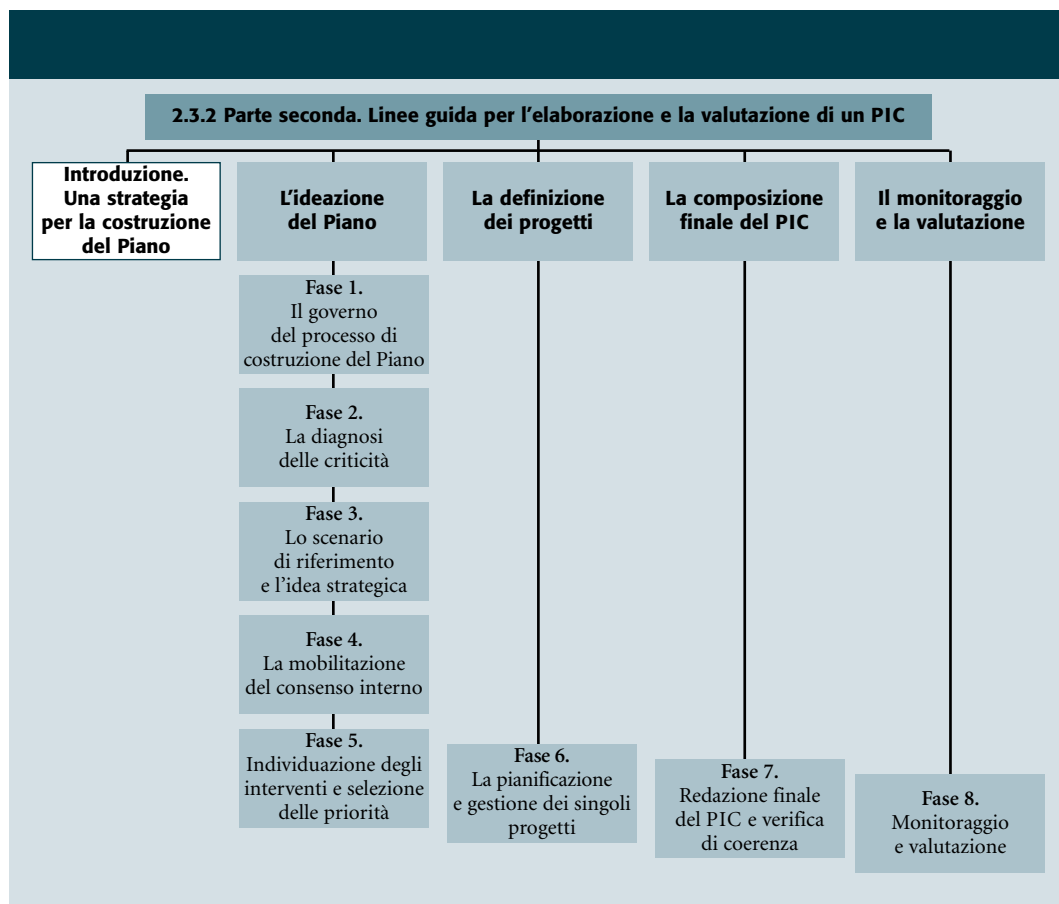 2.3.2 Parte seconda. Linee guida per l'elaborazione e la valutazione di un PIC
Introduzione.
Una strategia
per la costruzione
del Piano
L'ideazione
del Piano
La definizione
dei progetti
La composizione
finale del PIC
Il monitoraggio
e la valutazione
Fase 1.
Il governo
del processo di
costruzione del Piano
Fase 2.
La diagnosi
delle criticità
Fase 3.
Lo scenario
di riferimento
e l'idea strategica
Fase 4.
La mobilitazione
del consenso interno
Fase 5.
Individuazione degli
interventi e selezione
delle priorità
Fase 6.
La pianificazione
e gestione dei singoli
progetti
Fase 7.
Redazione finale
del PIC e verifica
di coerenza
Fase 8.
Monitoraggio
e valutazione